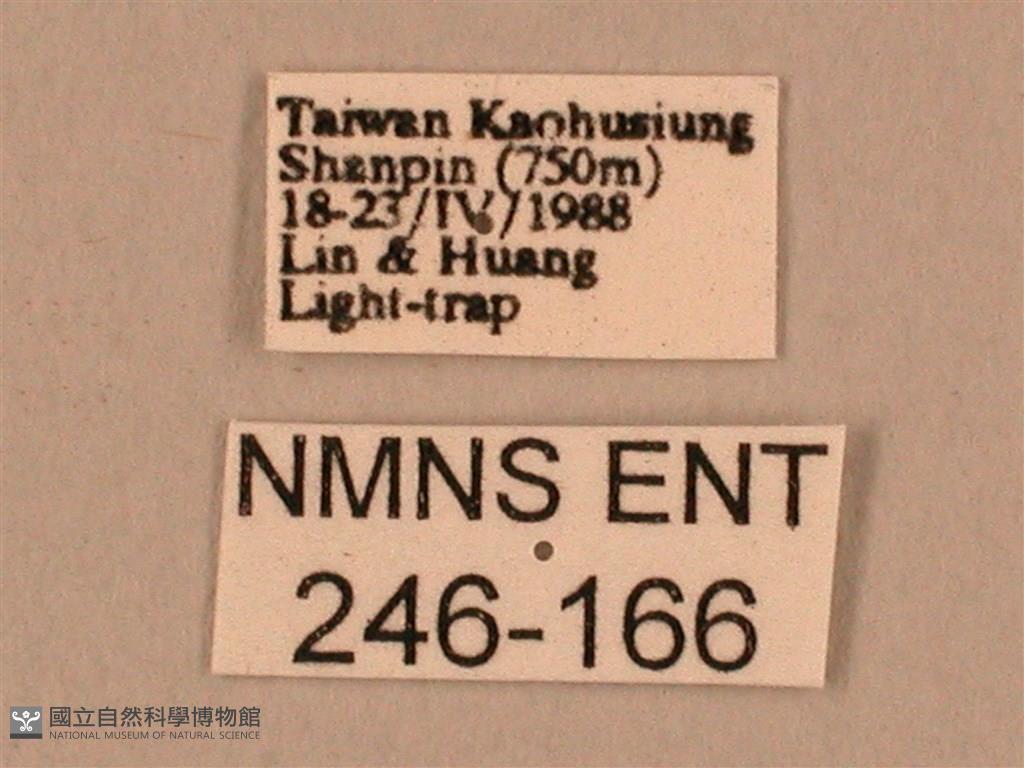 Taiwan Kaohusiung
Shanpin (750m)
18-23/IV/1988
Lin & Huang
Light-trap
NMNS ENT
246-166
國立自然科學博物館
NATIONAL MUSEUM OF NATURAL SCIENCE